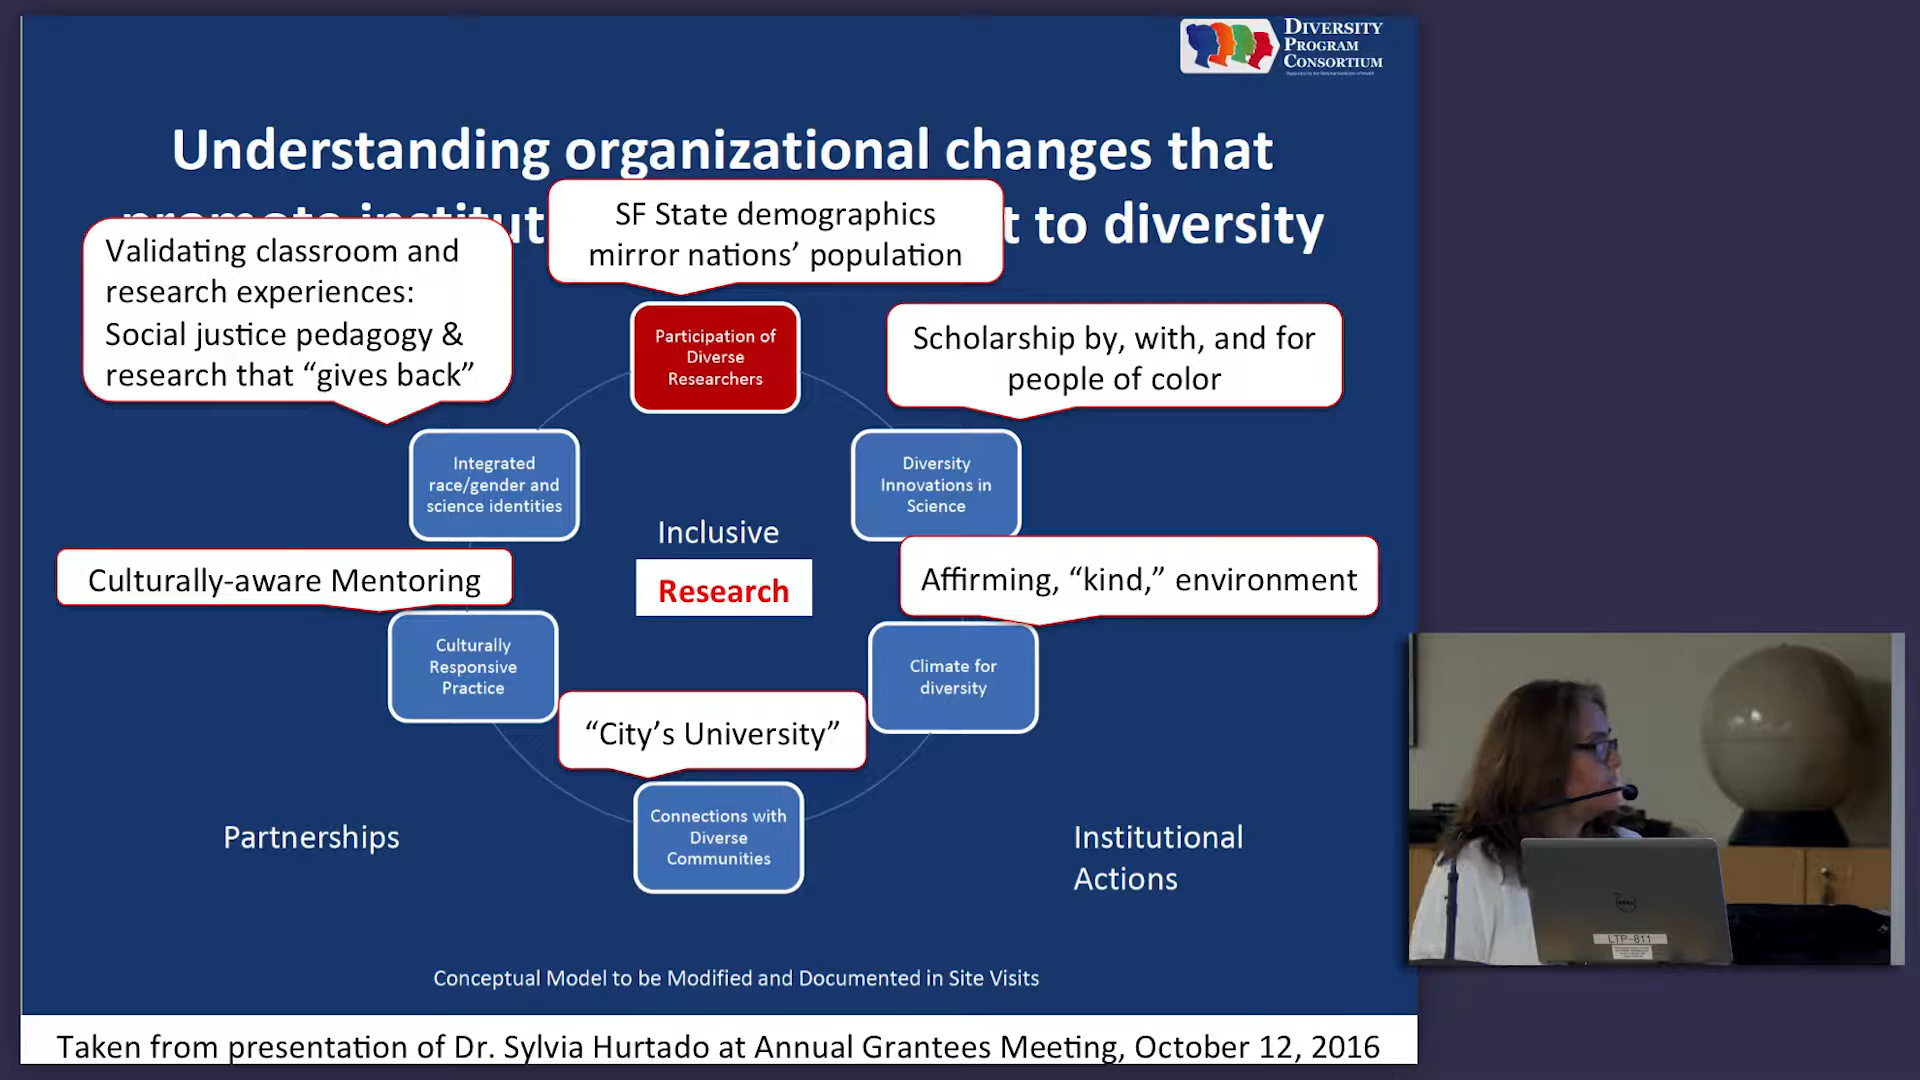 DIVERSITY
PROGRAM
CONSORTIUM
Understanding organizational changes that
t to diversity
SF State demographics
mirror nations’ population
Validating classroom and
research experiences:
Social justice pedagogy &
research that “gives back”
Participation of
Diverse
Researchers
Scholarship by, with, and for
people of color
Integrated
race/gender and
science identities
Diversity
Innovations in
Science
Inclusive
Research
Culturally-aware Mentoring
Affirming, “kind,” environment
Culturally
Responsive
Practice
Climate for
diversity
“City’s University”
Connections with
Diverse
Communities
Partnerships
Institutional
Actions
Conceptual Model to be Modified and Documented in Site Visits
Taken from presentation of Dr. Sylvia Hurtado at Annual Grantees Meeting, October 12, 2016
DELL
LTP-811